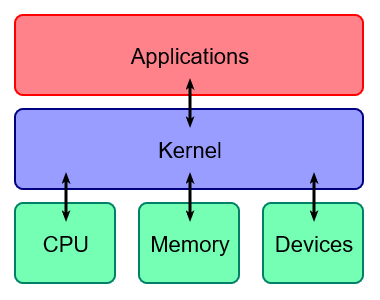 Applications
Kernel
CPU
Memory
Devices